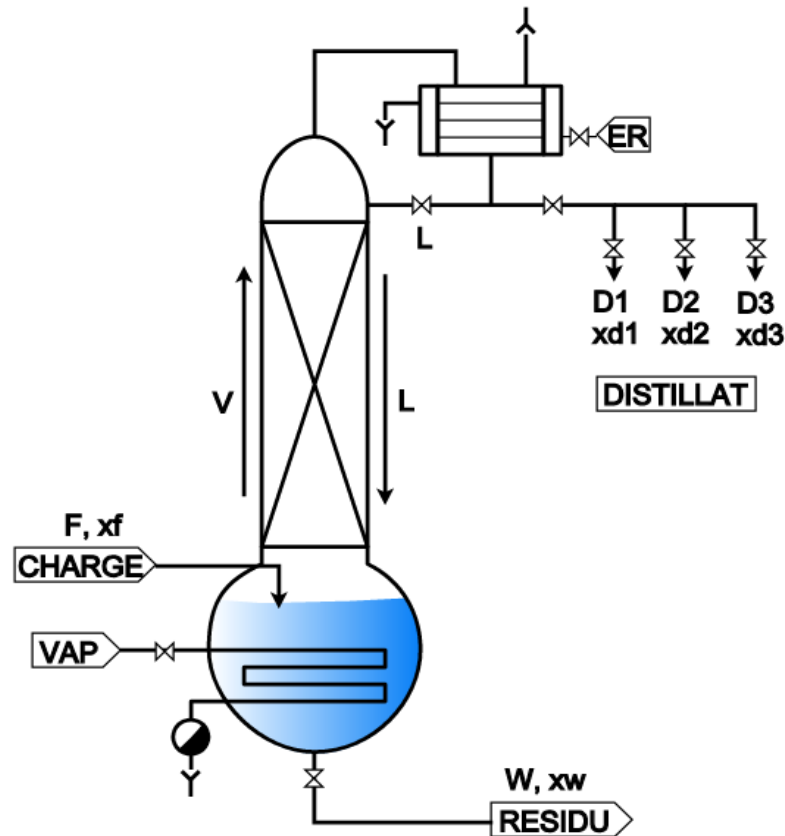 ER
L
D1 D2 D3
xd1 xd2 xd3
DISTILLAT
V
L
F, xf
CHARGE
VAP
W, xw
RESIDU